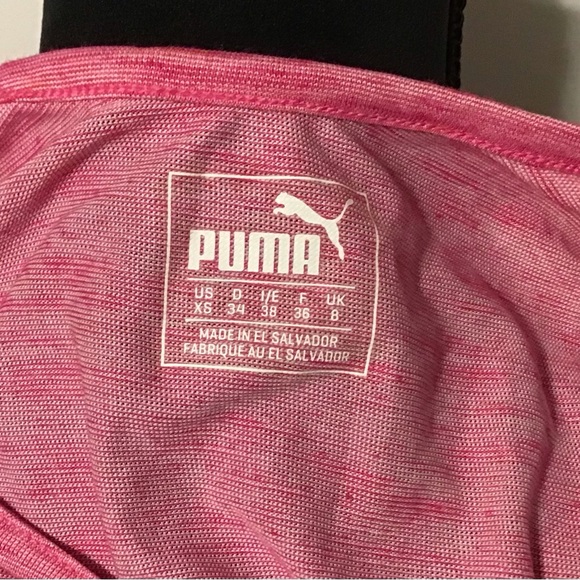 PUMA
US D I/E F UK
XS 34 38 36 8
MADE IN EL SALVADOR
FABRIQUE AU EL SALVADOR